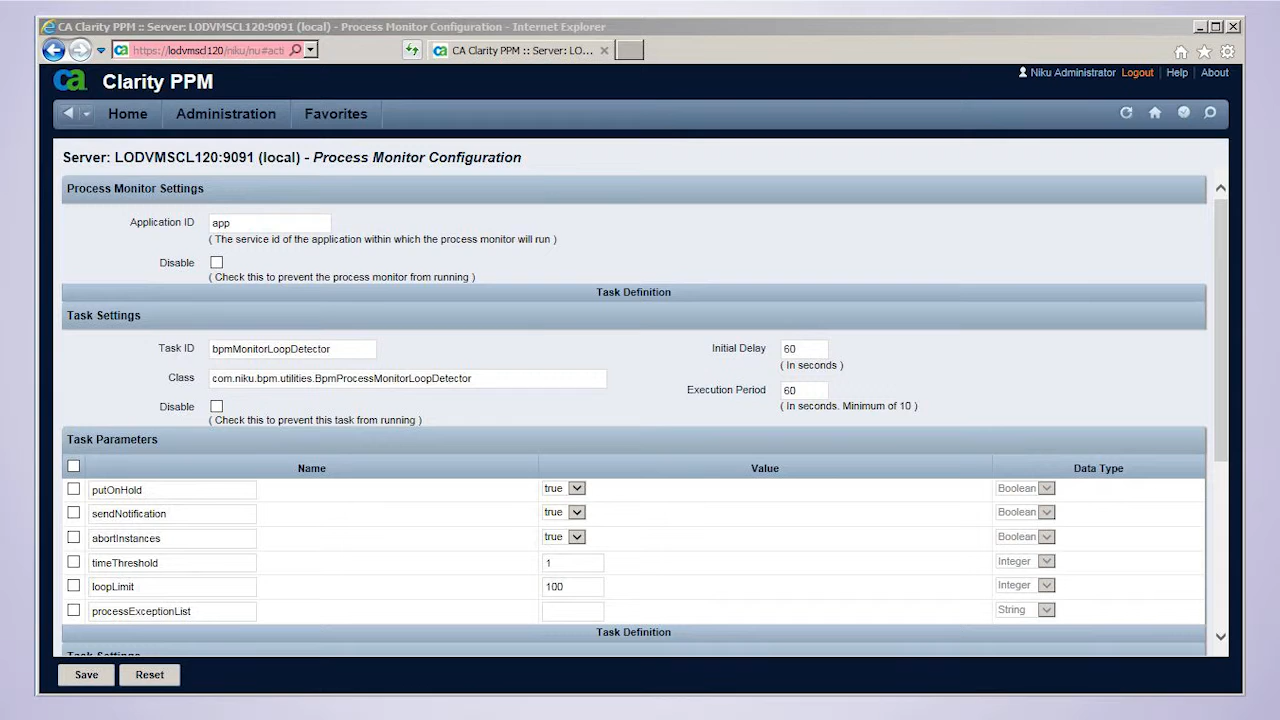 CA Clarity PPM :: Server: LODVMSCL120:9091 (local) - Process Monitor Configuration - Internet Explorer
https://lodvmscl120/niku/nu#acti
CA Clarity PPM :: Server: LO...
ca Clarity PPM
Niku Administrator Logout Help About
Home Administration Favorites
Server: LODVMSCL120:9091 (local) - Process Monitor Configuration
Process Monitor Settings
Application ID app
( The service id of the application within which the process monitor will run )
Disable
( Check this to prevent the process monitor from running )
Task Definition
Task Settings
Task ID bpmMonitorLoopDetector Initial Delay 60
( In seconds )
Class com.niku.bpm.utilities.BpmProcessMonitorLoopDetector
Execution Period 60
( In seconds. Minimum of 10 )
Disable
( Check this to prevent this task from running )
Task Parameters
Name Value Data Type
putOnHold true Boolean
sendNotification true Boolean
abortInstances true Boolean
timeThreshold 1 Integer
loopLimit 100 Integer
processExceptionList String
Task Definition
Task Settings
Save Reset